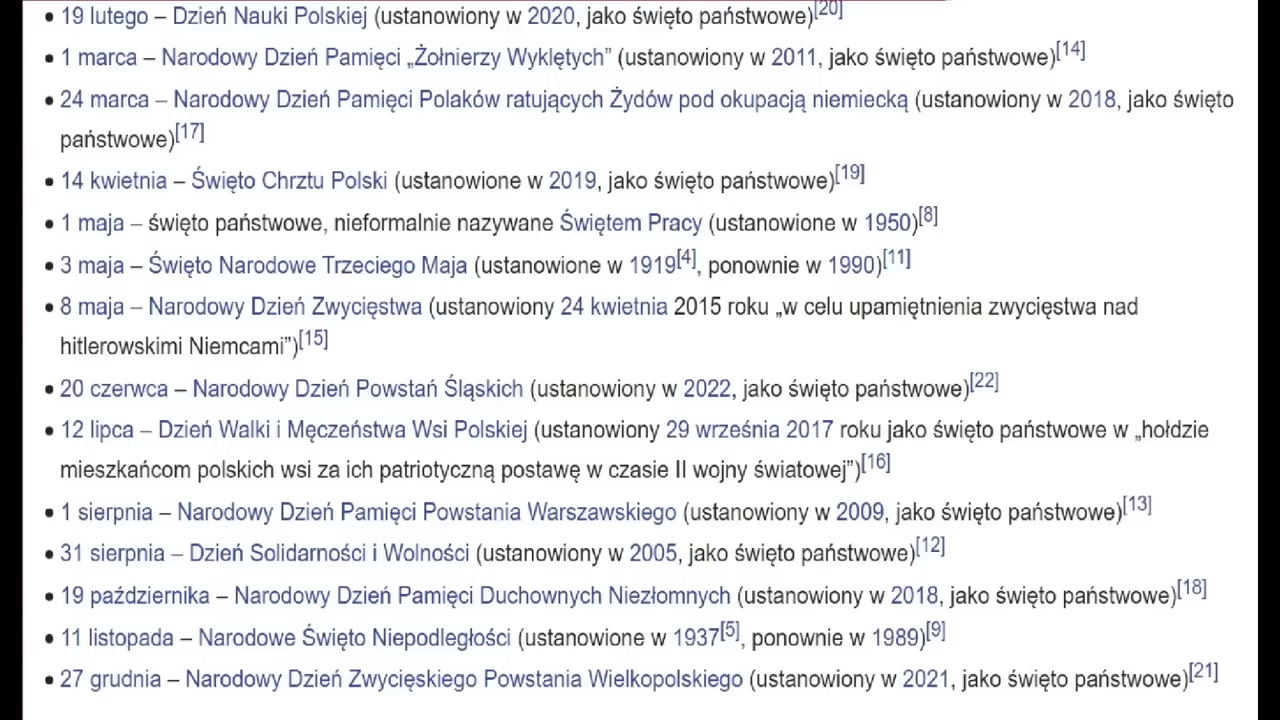 • 19 lutego – Dzień Nauki Polskiej (ustanowiony w 2020, jako święto państwowe)[20]
• 1 marca – Narodowy Dzień Pamięci „Żołnierzy Wyklętych” (ustanowiony w 2011, jako święto państwowe)[14]
• 24 marca – Narodowy Dzień Pamięci Polaków ratujących Żydów pod okupacją niemiecką (ustanowiony w 2018, jako święto
państwowe)[17]
• 14 kwietnia – Święto Chrztu Polski (ustanowione w 2019, jako święto państwowe)[19]
• 1 maja – święto państwowe, nieformalnie nazywane Świętem Pracy (ustanowione w 1950)[8]
• 3 maja – Święto Narodowe Trzeciego Maja (ustanowione w 1919[4], ponownie w 1990)[11]
• 8 maja – Narodowy Dzień Zwycięstwa (ustanowiony 24 kwietnia 2015 roku „w celu upamiętnienia zwycięstwa nad
hitlerowskimi Niemcami”)[15]
• 20 czerwca – Narodowy Dzień Powstań Śląskich (ustanowiony w 2022, jako święto państwowe)[22]
• 12 lipca – Dzień Walki i Męczeństwa Wsi Polskiej (ustanowiony 29 września 2017 roku jako święto państwowe w „hołdzie
mieszkańcom polskich wsi za ich patriotyczną postawę w czasie II wojny światowej”)[16]
• 1 sierpnia – Narodowy Dzień Pamięci Powstania Warszawskiego (ustanowiony w 2009, jako święto państwowe)[13]
• 31 sierpnia – Dzień Solidarności i Wolności (ustanowiony w 2005, jako święto państwowe)[12]
• 19 października – Narodowy Dzień Pamięci Duchownych Niezłomnych (ustanowiony w 2018, jako święto państwowe)[18]
• 11 listopada – Narodowe Święto Niepodległości (ustanowione w 1937[5], ponownie w 1989)[9]
• 27 grudnia – Narodowy Dzień Zwycięskiego Powstania Wielkopolskiego (ustanowiony w 2021, jako święto państwowe)[21]